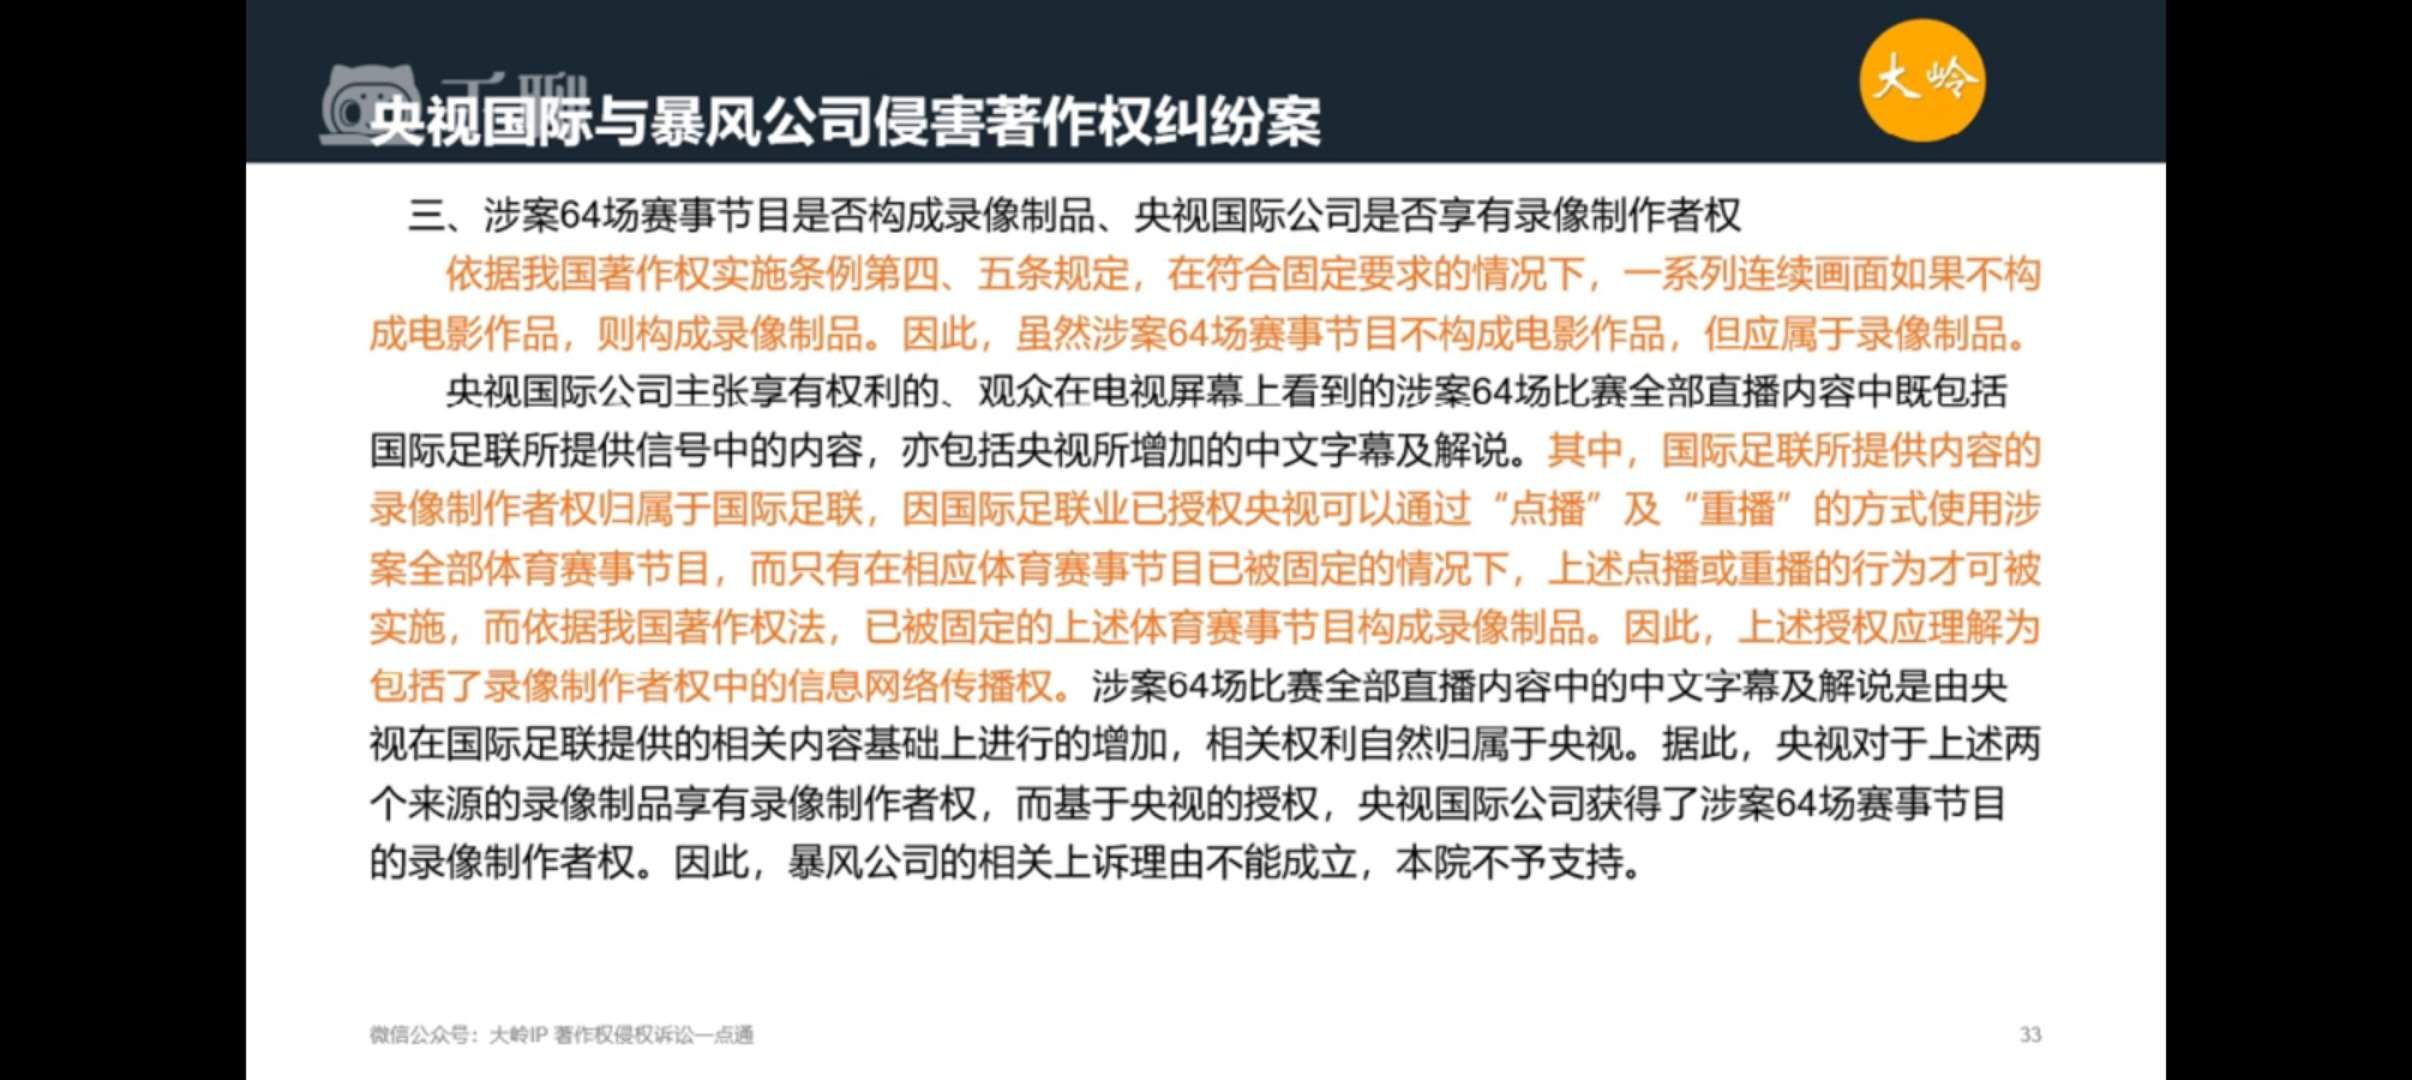 千聊
大岭
央视国际与暴风公司侵害著作权纠纷案
三、涉案64场赛事节目是否构成录像制品、央视国际公司是否享有录像制作者权
依据我国著作权实施条例第四、五条规定，在符合固定要求的情况下，一系列连续画面如果不构
成电影作品，则构成录像制品。因此，虽然涉案64场赛事节目不构成电影作品，但应属于录像制品。
央视国际公司主张享有权利的、观众在电视屏幕上看到的涉案64场比赛全部直播内容中既包括
国际足联所提供信号中的内容，亦包括央视所增加的中文字幕及解说。其中，国际足联所提供内容的
录像制作者权归属于国际足联，因国际足联业已授权央视可以通过“点播”及“重播”的方式使用涉
案全部体育赛事节目，而只有在相应体育赛事节目已被固定的情况下，上述点播或重播的行为才可被
实施，而依据我国著作权法，已被固定的上述体育赛事节目构成录像制品。因此，上述授权应理解为
包括了录像制作者权中的信息网络传播权。涉案64场比赛全部直播内容中的中文字幕及解说是由央
视在国际足联提供的相关内容基础上进行的增加，相关权利自然归属于央视。据此，央视对于上述两
个来源的录像制品享有录像制作者权，而基于央视的授权，央视国际公司获得了涉案64场赛事节目
的录像制作者权。因此，暴风公司的相关上诉理由不能成立，本院不予支持。
微信公众号：大岭IP 著作权侵权诉讼一点通
33